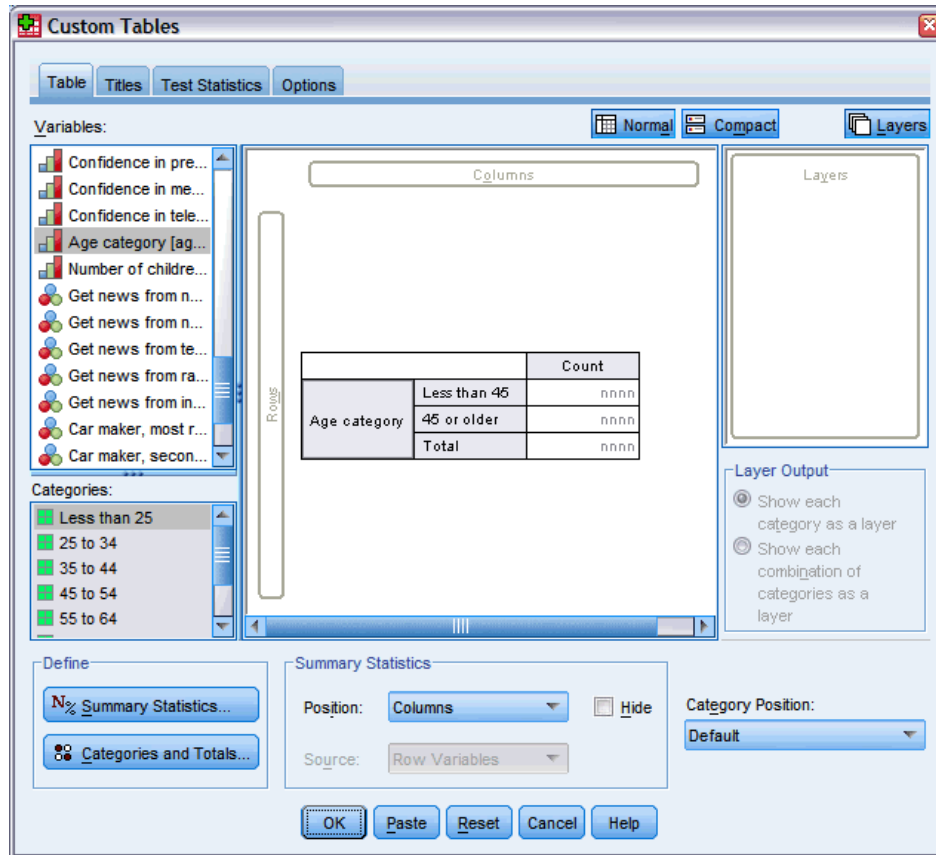 Custom Tables
Table Titles Test Statistics Options
Variables:
Normal Compact Layers
Confidence in pre...
Confidence in me...
Confidence in tele...
Age category [ag...
Number of childre...
Get news from n...
Get news from n...
Get news from te...
Get news from ra...
Get news from in...
Car maker, most r...
Car maker, secon...
Categories:
Less than 25
25 to 34
35 to 44
45 to 54
55 to 64
Columns
Rows
Count
Age category
Less than 45 nnnn
45 or older nnnn
Total nnnn
Layers
Layer Output
Show each
category as a layer
Show each
combination of
categories as a
layer
Define
N% Summary Statistics...
Categories and Totals...
Summary Statistics
Position: Columns Hide
Source: Row Variables
Category Position:
Default
OK Paste Reset Cancel Help